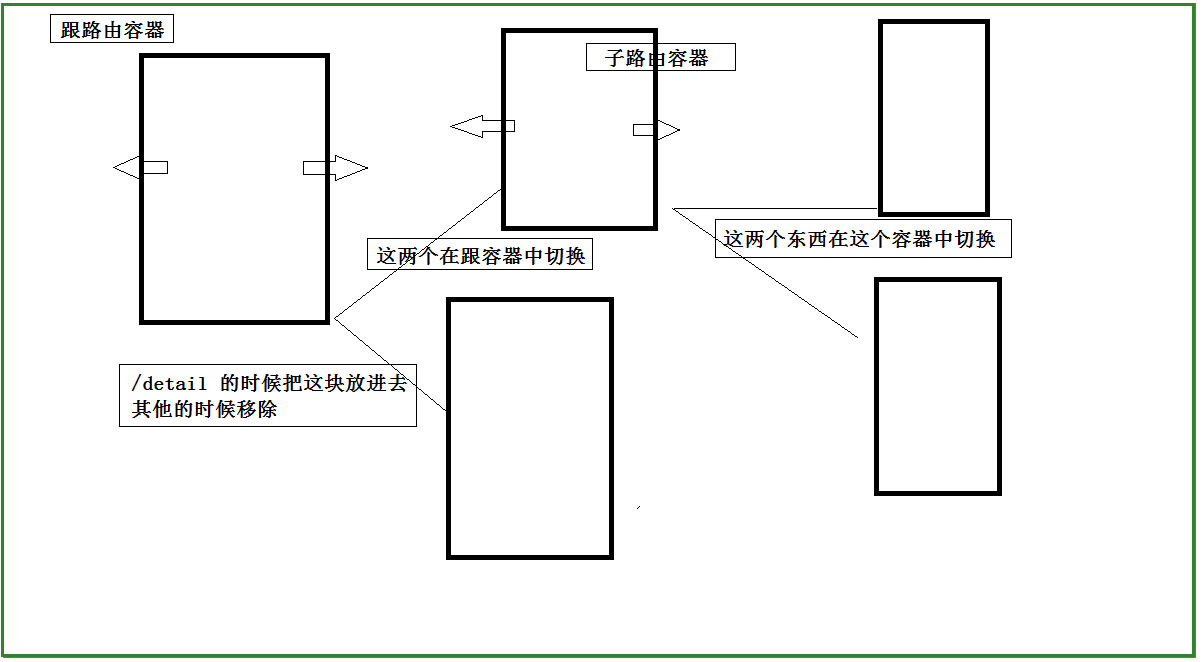 跟路由容器
子路由容器
这两个在跟容器中切换
这两个东西在这个容器中切换
/detail 的时候把这块放进去
其他的时候移除